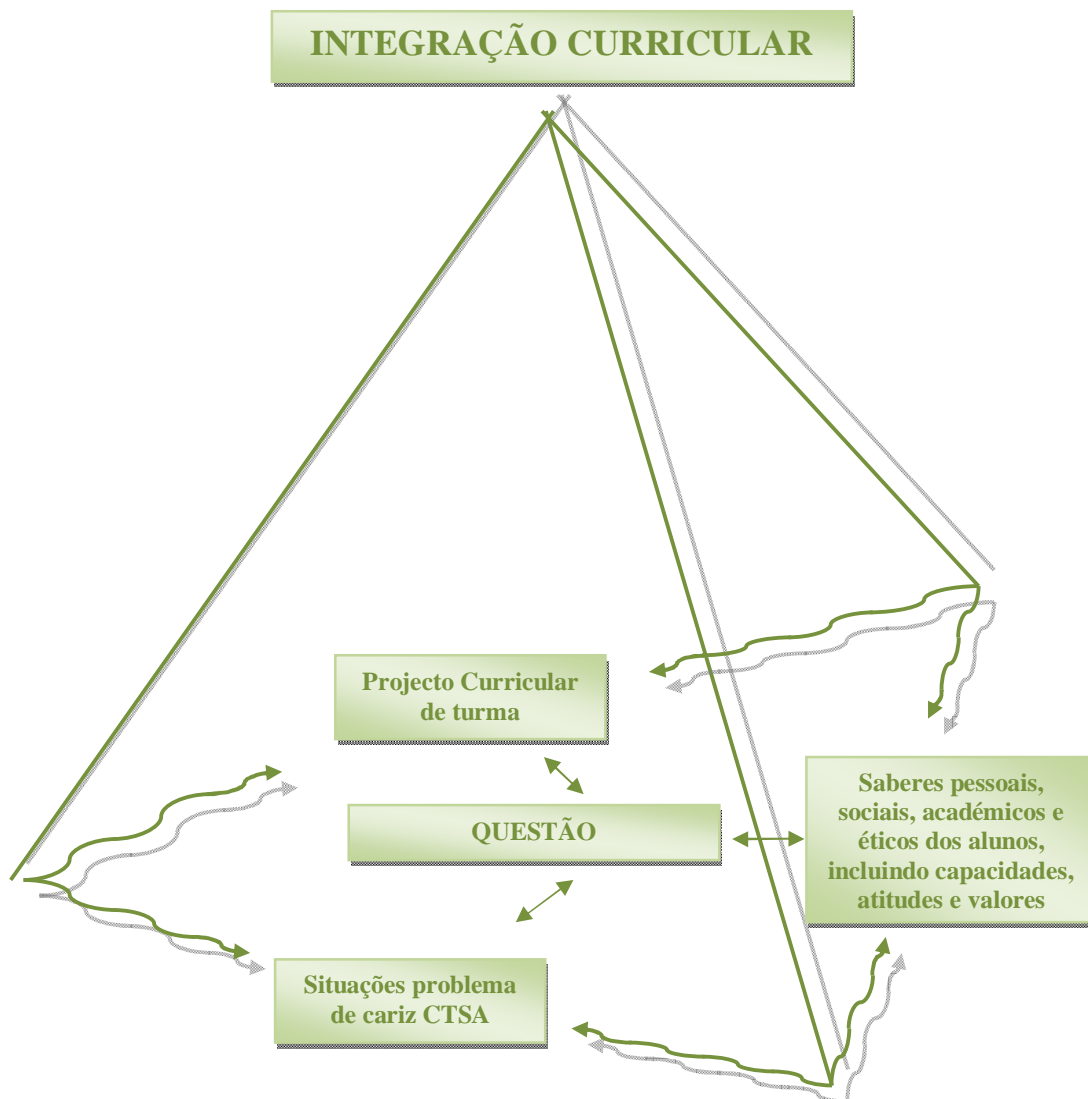 INTEGRAÇÃO CURRICULAR
Projecto Curricular
de turma
QUESTÃO
Saberes pessoais,
sociais, académicos e
éticos dos alunos,
incluindo capacidades,
atitudes e valores
Situações problema
de cariz CTSA